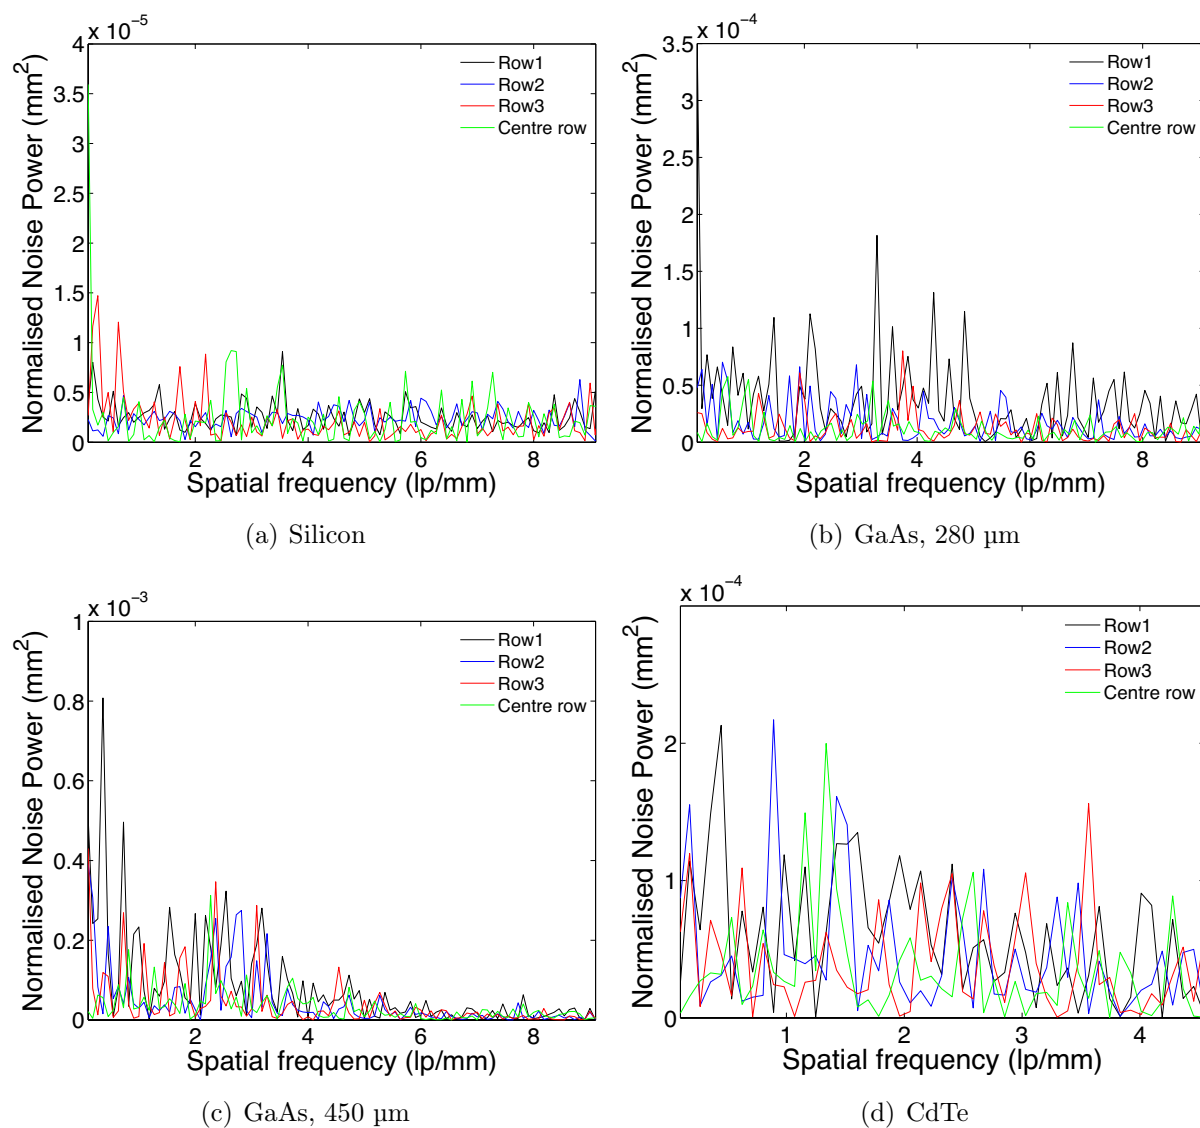 x 10⁻⁵
4
3.5
3
2.5
2
1.5
1
0.5
0
Normalised Noise Power (mm²)
Row1
Row2
Row3
Centre row
2 4 6 8
Spatial frequency (lp/mm)
(a) Silicon
x 10⁻⁴
3.5
3
2.5
2
1.5
1
0.5
0
Normalised Noise Power (mm²)
Row1
Row2
Row3
Centre row
2 4 6 8
Spatial frequency (lp/mm)
(b) GaAs, 280 µm
x 10⁻³
1
0.8
0.6
0.4
0.2
0
Normalised Noise Power (mm²)
Row1
Row2
Row3
Centre row
2 4 6 8
Spatial frequency (lp/mm)
(c) GaAs, 450 µm
x 10⁻⁴
2
0
Normalised Noise Power (mm²)
Row1
Row2
Row3
Centre row
1 2 3 4
Spatial frequency (lp/mm)
(d) CdTe